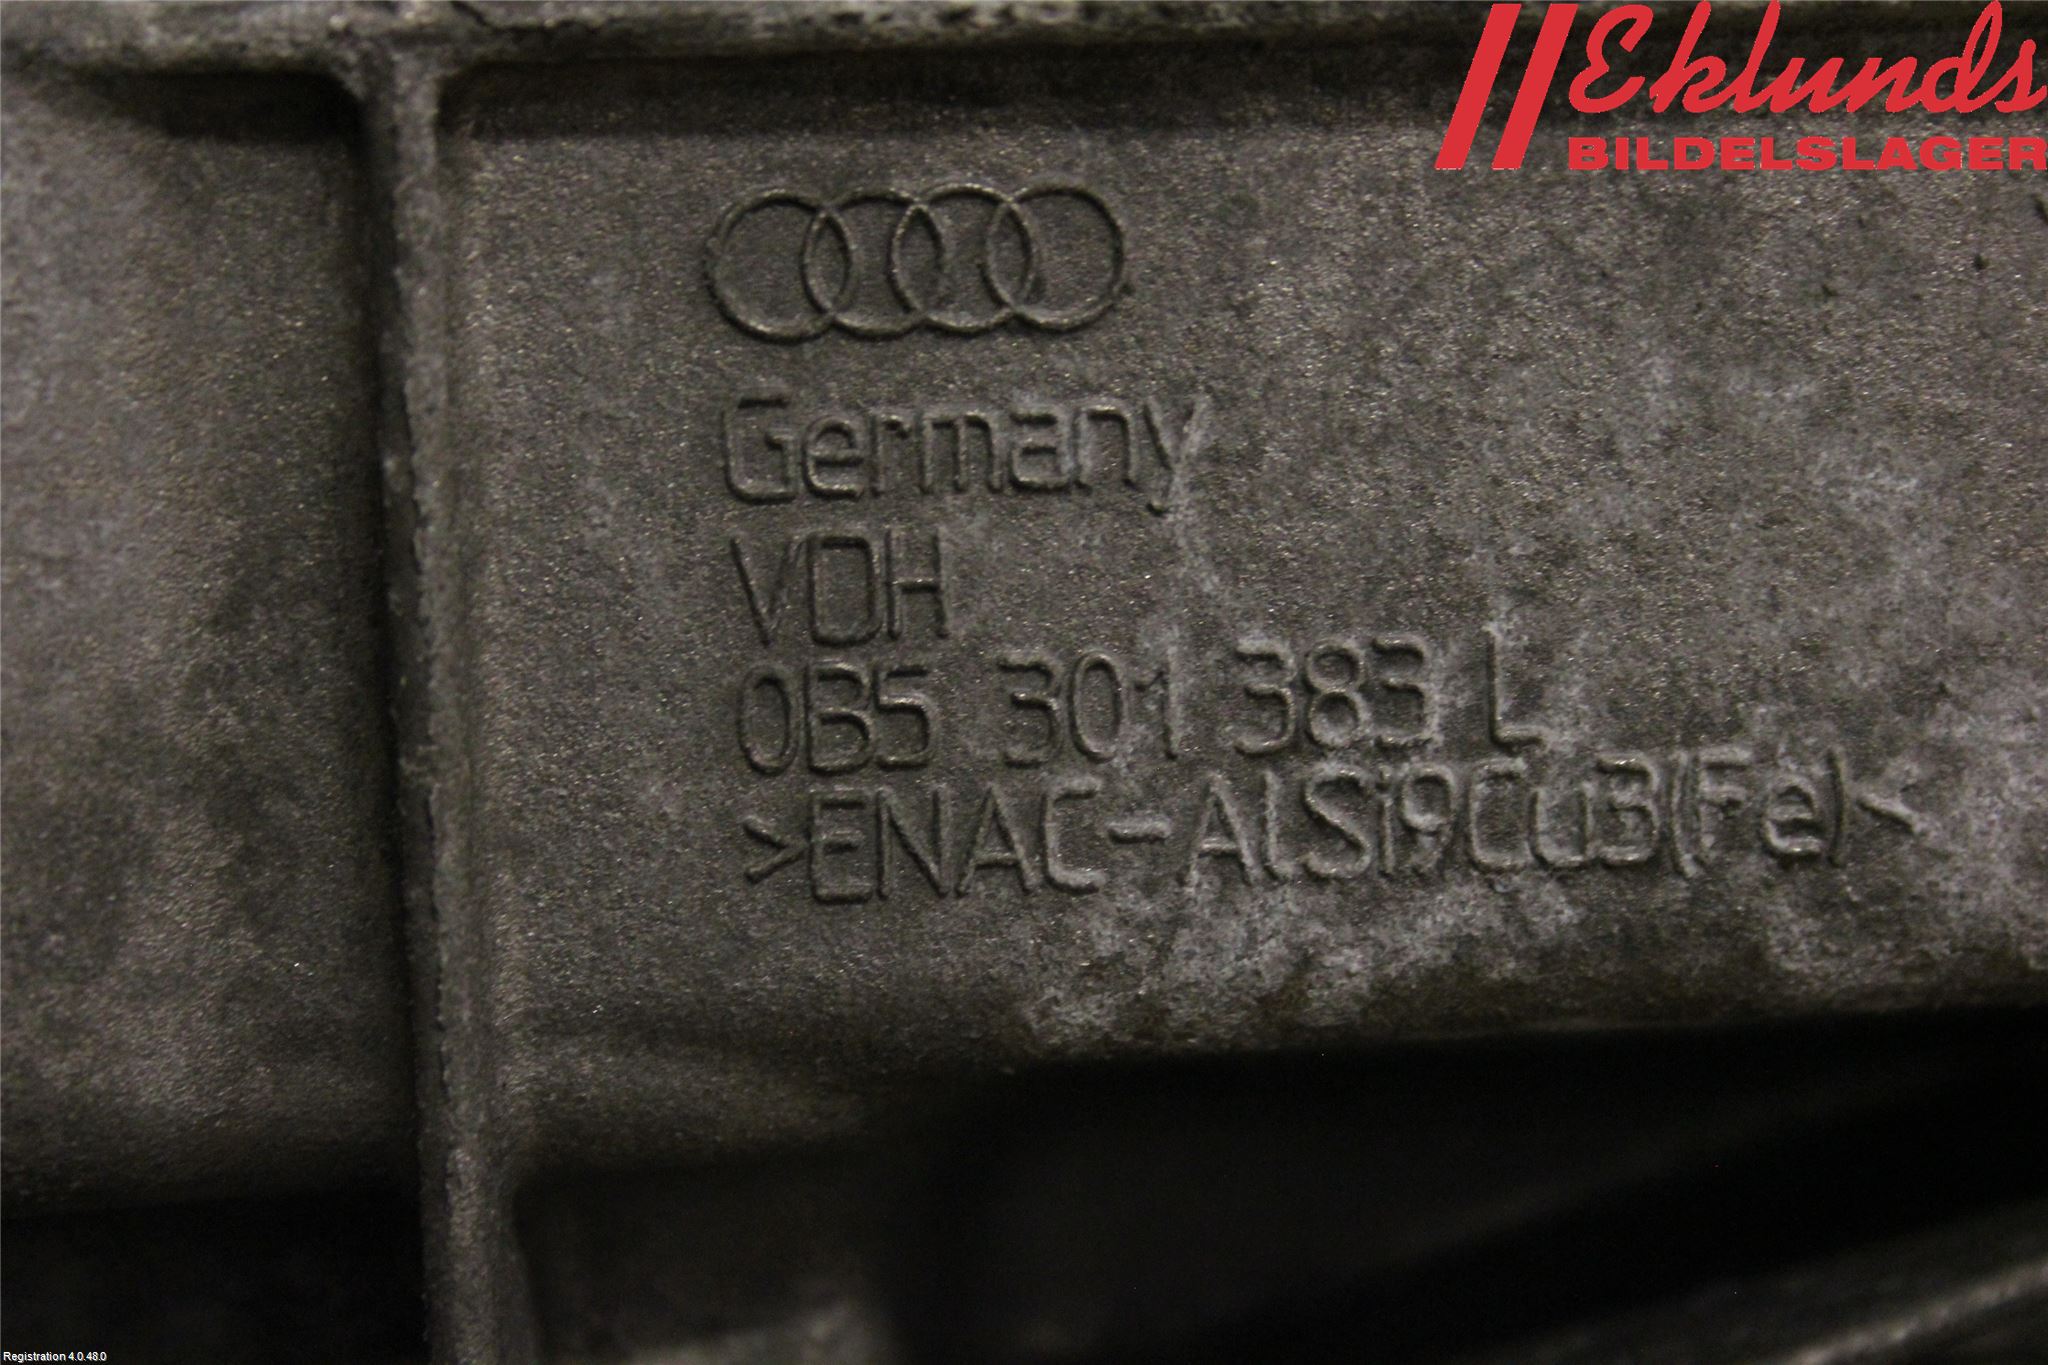 Eklunds
BILDELSLAGER
Germany
VDH
0B5 301 383 L
>ENAC-AlSi9Cu3(Fe)<
Registration 4.0.48.0